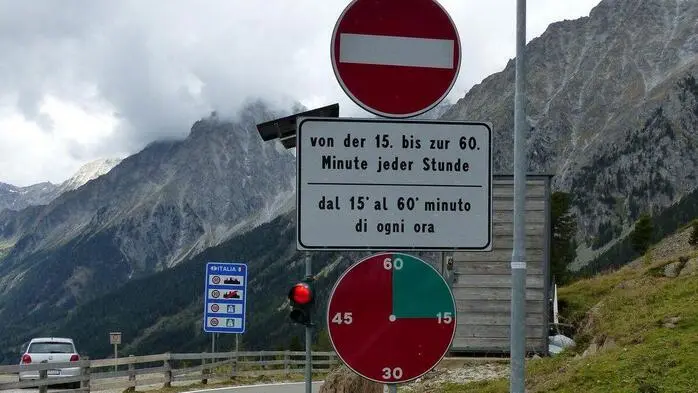 von der 15. bis zur 60.
Minute jeder Stunde
dal 15' al 60' minuto
di ogni ora
ITALIA
60
45 15
30